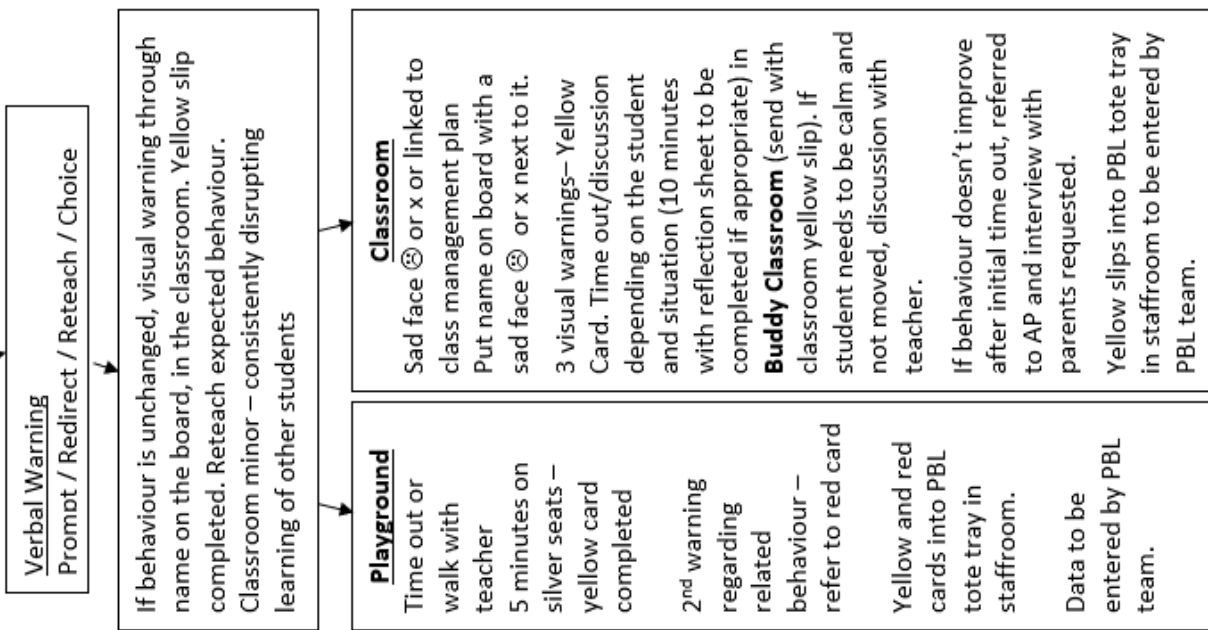 Verbal Warning
Prompt / Redirect / Reteach / Choice
If behaviour is unchanged, visual warning through
name on the board, in the classroom. Yellow slip
completed. Reteach expected behaviour.
Classroom minor – consistently disrupting
learning of other students
Playground
Time out or
walk with
teacher
5 minutes on
silver seats –
yellow card
completed
2nd warning
regarding
related
behaviour –
refer to red card
Yellow and red
cards into PBL
tote tray in
staffroom.
Data to be
entered by PBL
team.
Classroom
Sad face ☹ or x or linked to
class management plan
Put name on board with a
sad face ☹ or x next to it.
3 visual warnings– Yellow
Card. Time out/discussion
depending on the student
and situation (10 minutes
with reflection sheet to be
completed if appropriate) in
Buddy Classroom (send with
classroom yellow slip). If
student needs to be calm and
not moved, discussion with
teacher.
If behaviour doesn’t improve
after initial time out, referred
to AP and interview with
parents requested.
Yellow slips into PBL tote tray
in staffroom to be entered by
PBL team.